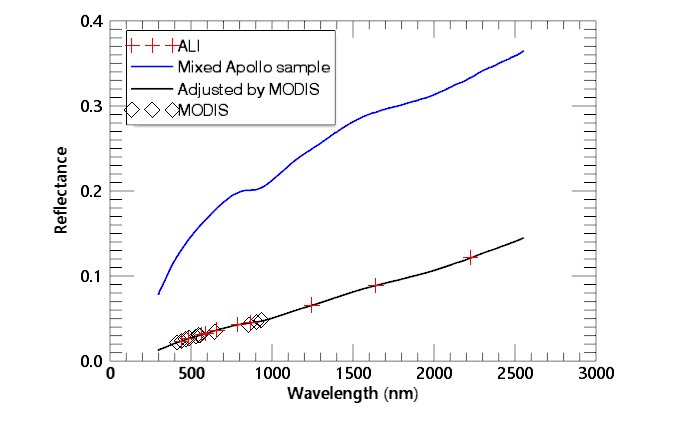 0.4
ALI
Mixed Apollo sample
Adjusted by MODIS
MODIS
0.3
0.2
0.1
0.0
Reflectance
0 500 1000 1500 2000 2500 3000
Wavelength (nm)